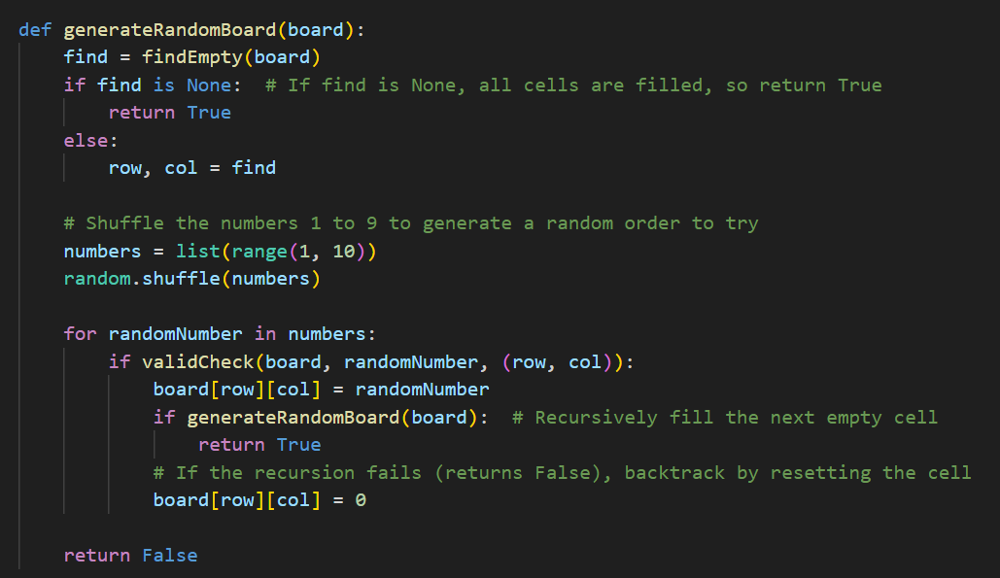 def generateRandomBoard(board):
    find = findEmpty(board)
    if find is None:  # If find is None, all cells are filled, so return True
        return True
    else:
        row, col = find

    # Shuffle the numbers 1 to 9 to generate a random order to try
    numbers = list(range(1, 10))
    random.shuffle(numbers)

    for randomNumber in numbers:
        if validCheck(board, randomNumber, (row, col)):
            board[row][col] = randomNumber
            if generateRandomBoard(board):  # Recursively fill the next empty cell
                return True
            # If the recursion fails (returns False), backtrack by resetting the cell
            board[row][col] = 0

    return False